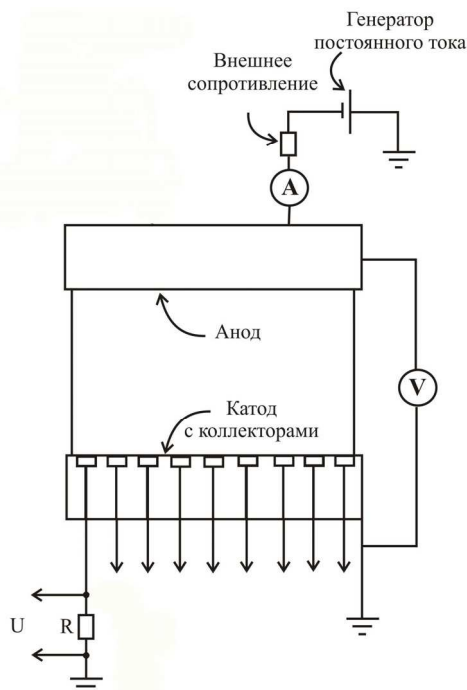 Генератор
постоянного тока
Внешнее
сопротивление
A
Анод
V
Катод
с коллекторами
U
R